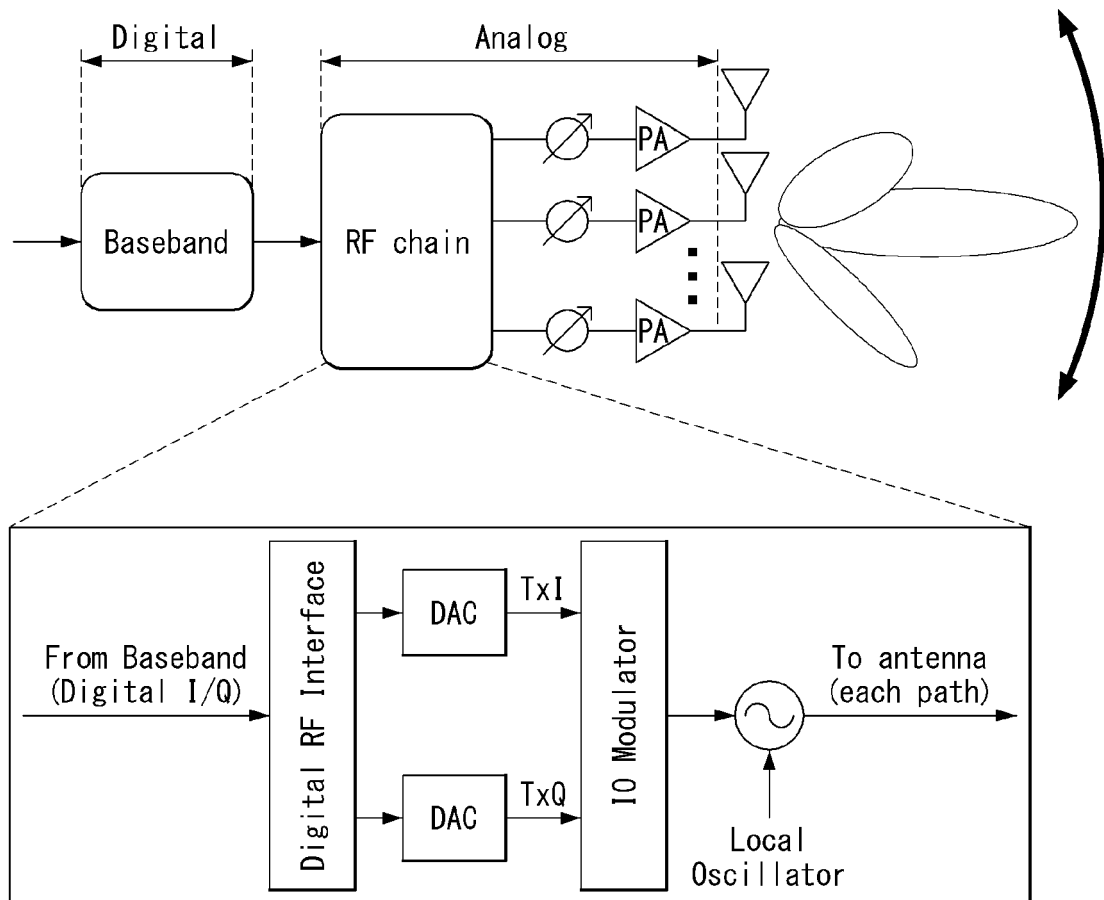 Digital
Analog
Baseband
RF chain
PA
PA
PA
From Baseband
(Digital I/Q)
Digital RF Interface
DAC
TxI
DAC
TxQ
IO Modulator
Local
Oscillator
To antenna
(each path)